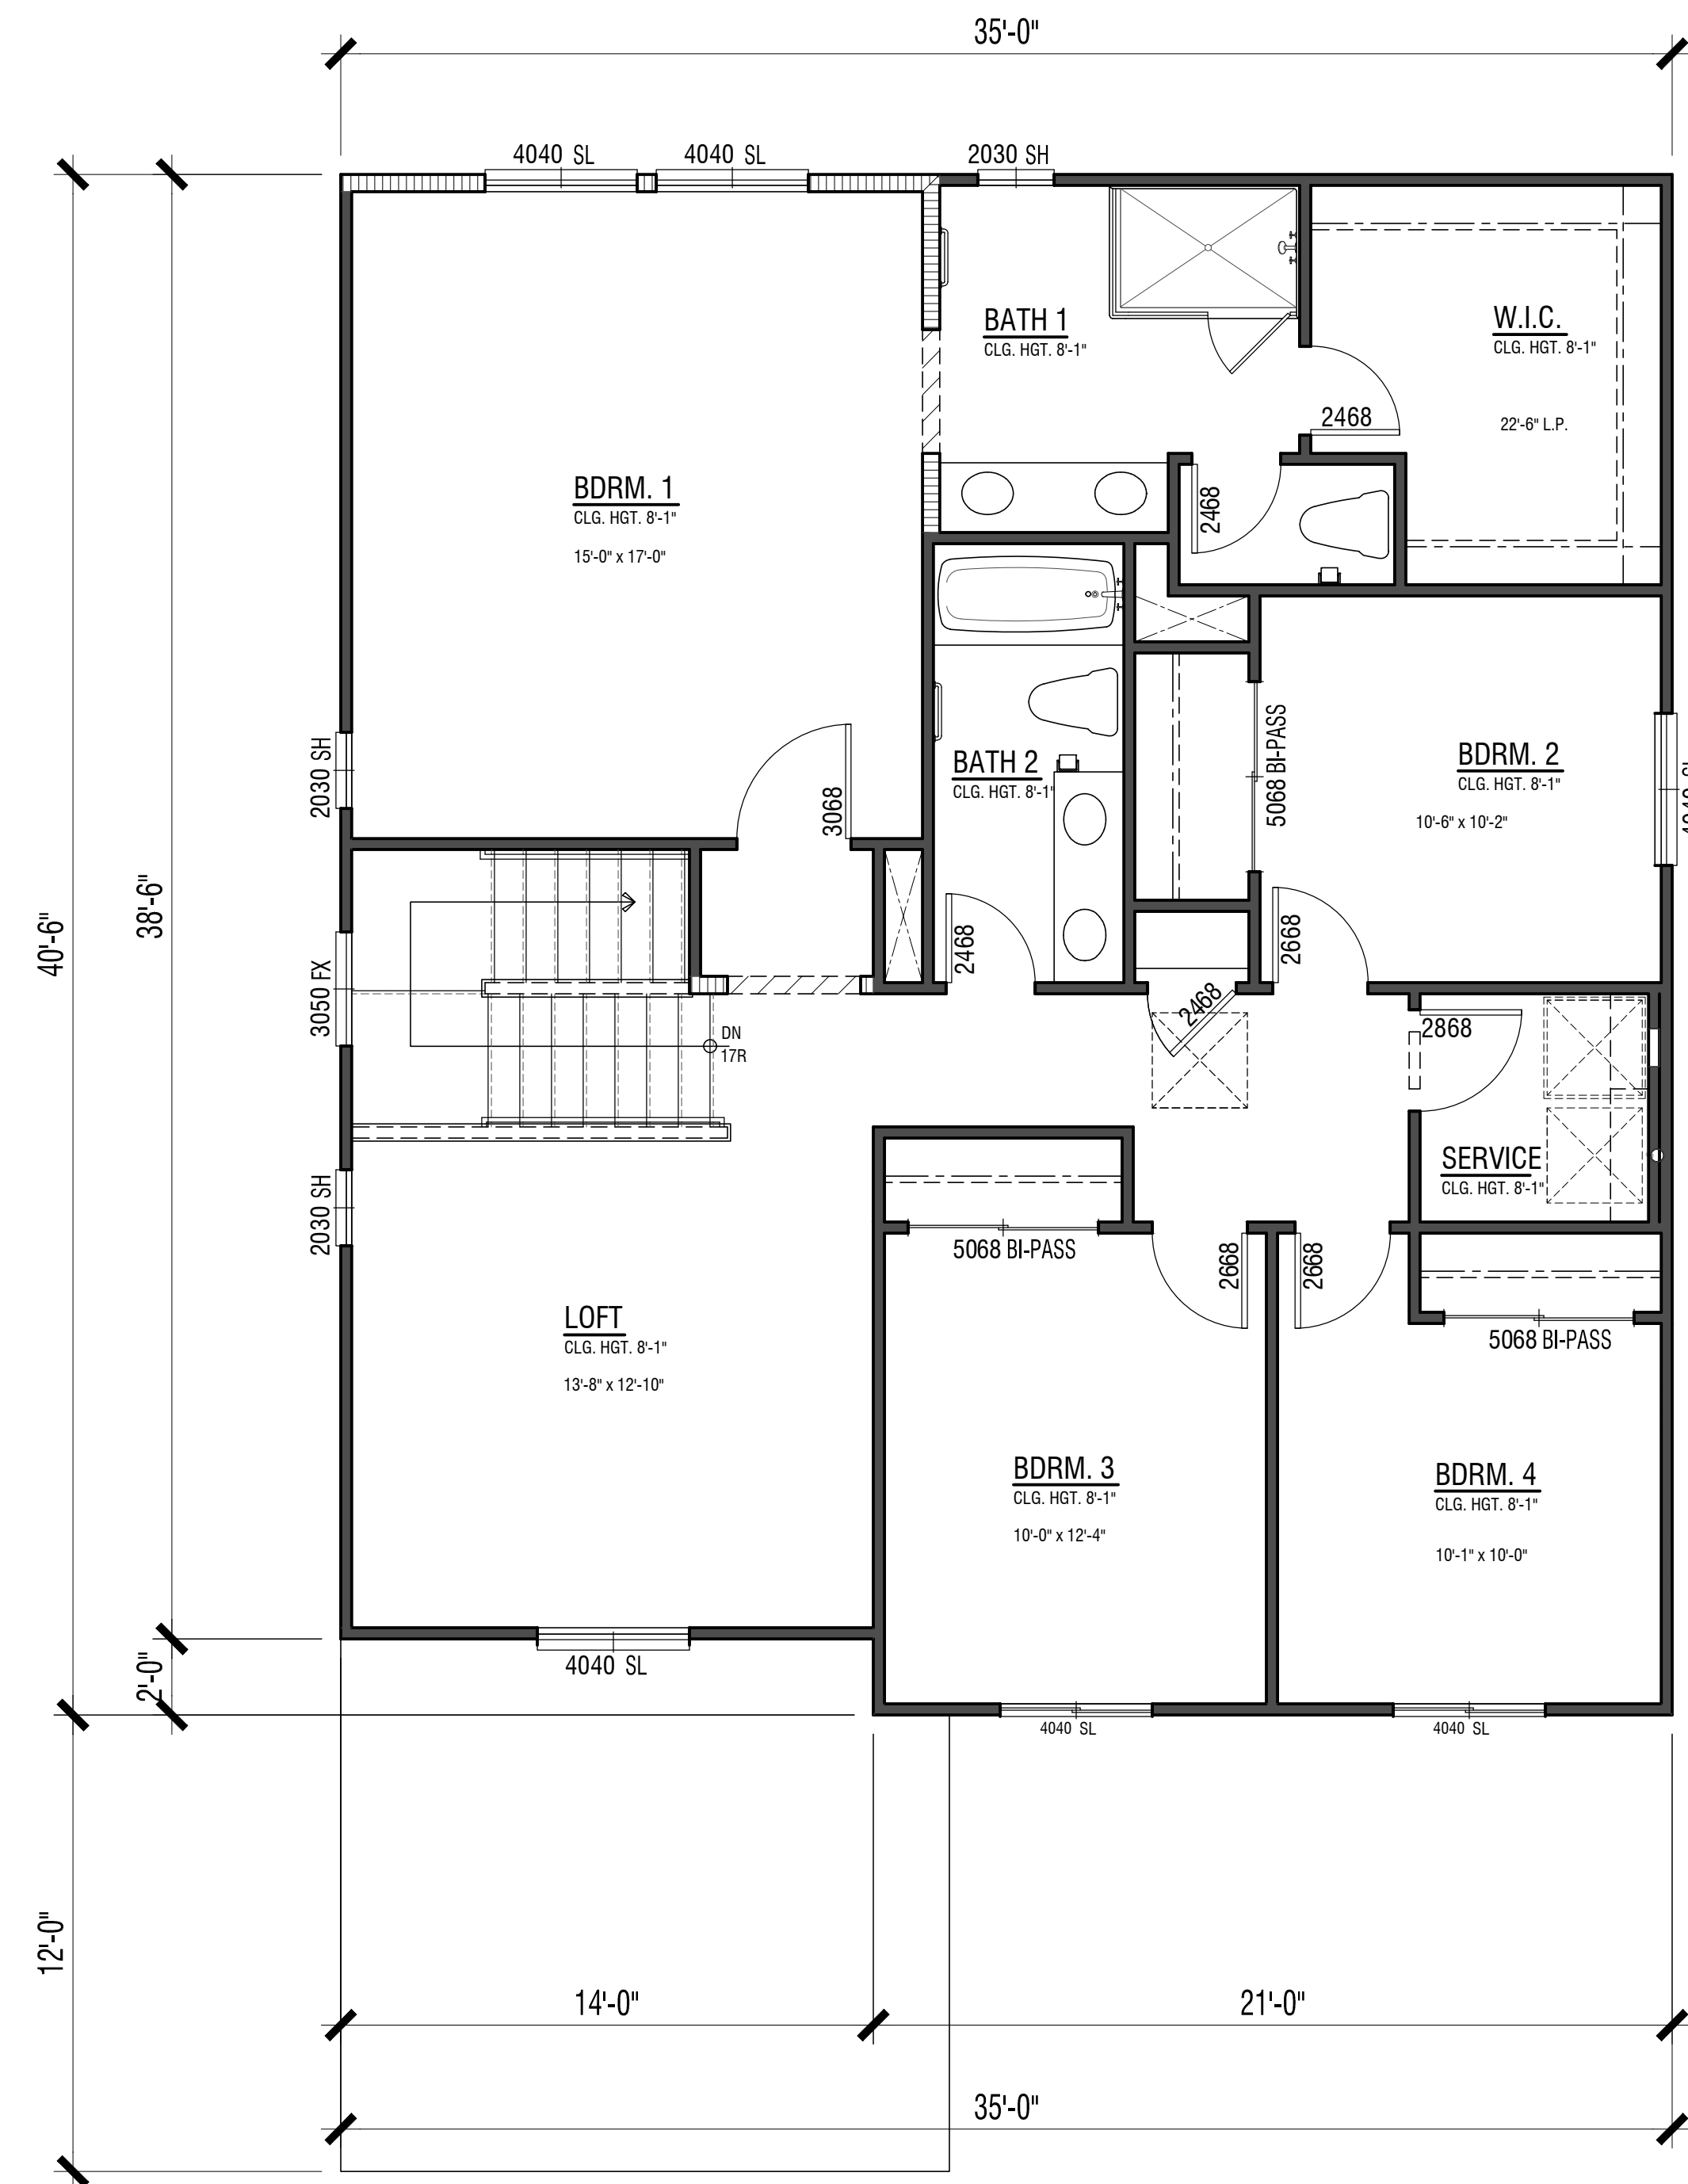 35'-0"
4040 SL
4040 SL
2030 SH
BATH 1
CLG. HGT. 8'-1"
W.I.C.
CLG. HGT. 8'-1"
22'-6" L.P.
2468
2468
BDRM. 1
CLG. HGT. 8'-1"
15'-0" x 17'-0"
2030 SH
3068
BATH 2
CLG. HGT. 8'-1"
5068 BI-PASS
BDRM. 2
CLG. HGT. 8'-1"
10'-6" x 10'-2"
4040 SL
40'-6"
38'-6"
3050 FX
2468
2668
2468
DN
17R
2868
SERVICE
CLG. HGT. 8'-1"
2030 SH
5068 BI-PASS
2668
2668
5068 BI-PASS
LOFT
CLG. HGT. 8'-1"
13'-8" x 12'-10"
BDRM. 3
CLG. HGT. 8'-1"
10'-0" x 12'-4"
BDRM. 4
CLG. HGT. 8'-1"
10'-1" x 10'-0"
2'-0"
4040 SL
4040 SL
4040 SL
12'-0"
14'-0"
21'-0"
35'-0"